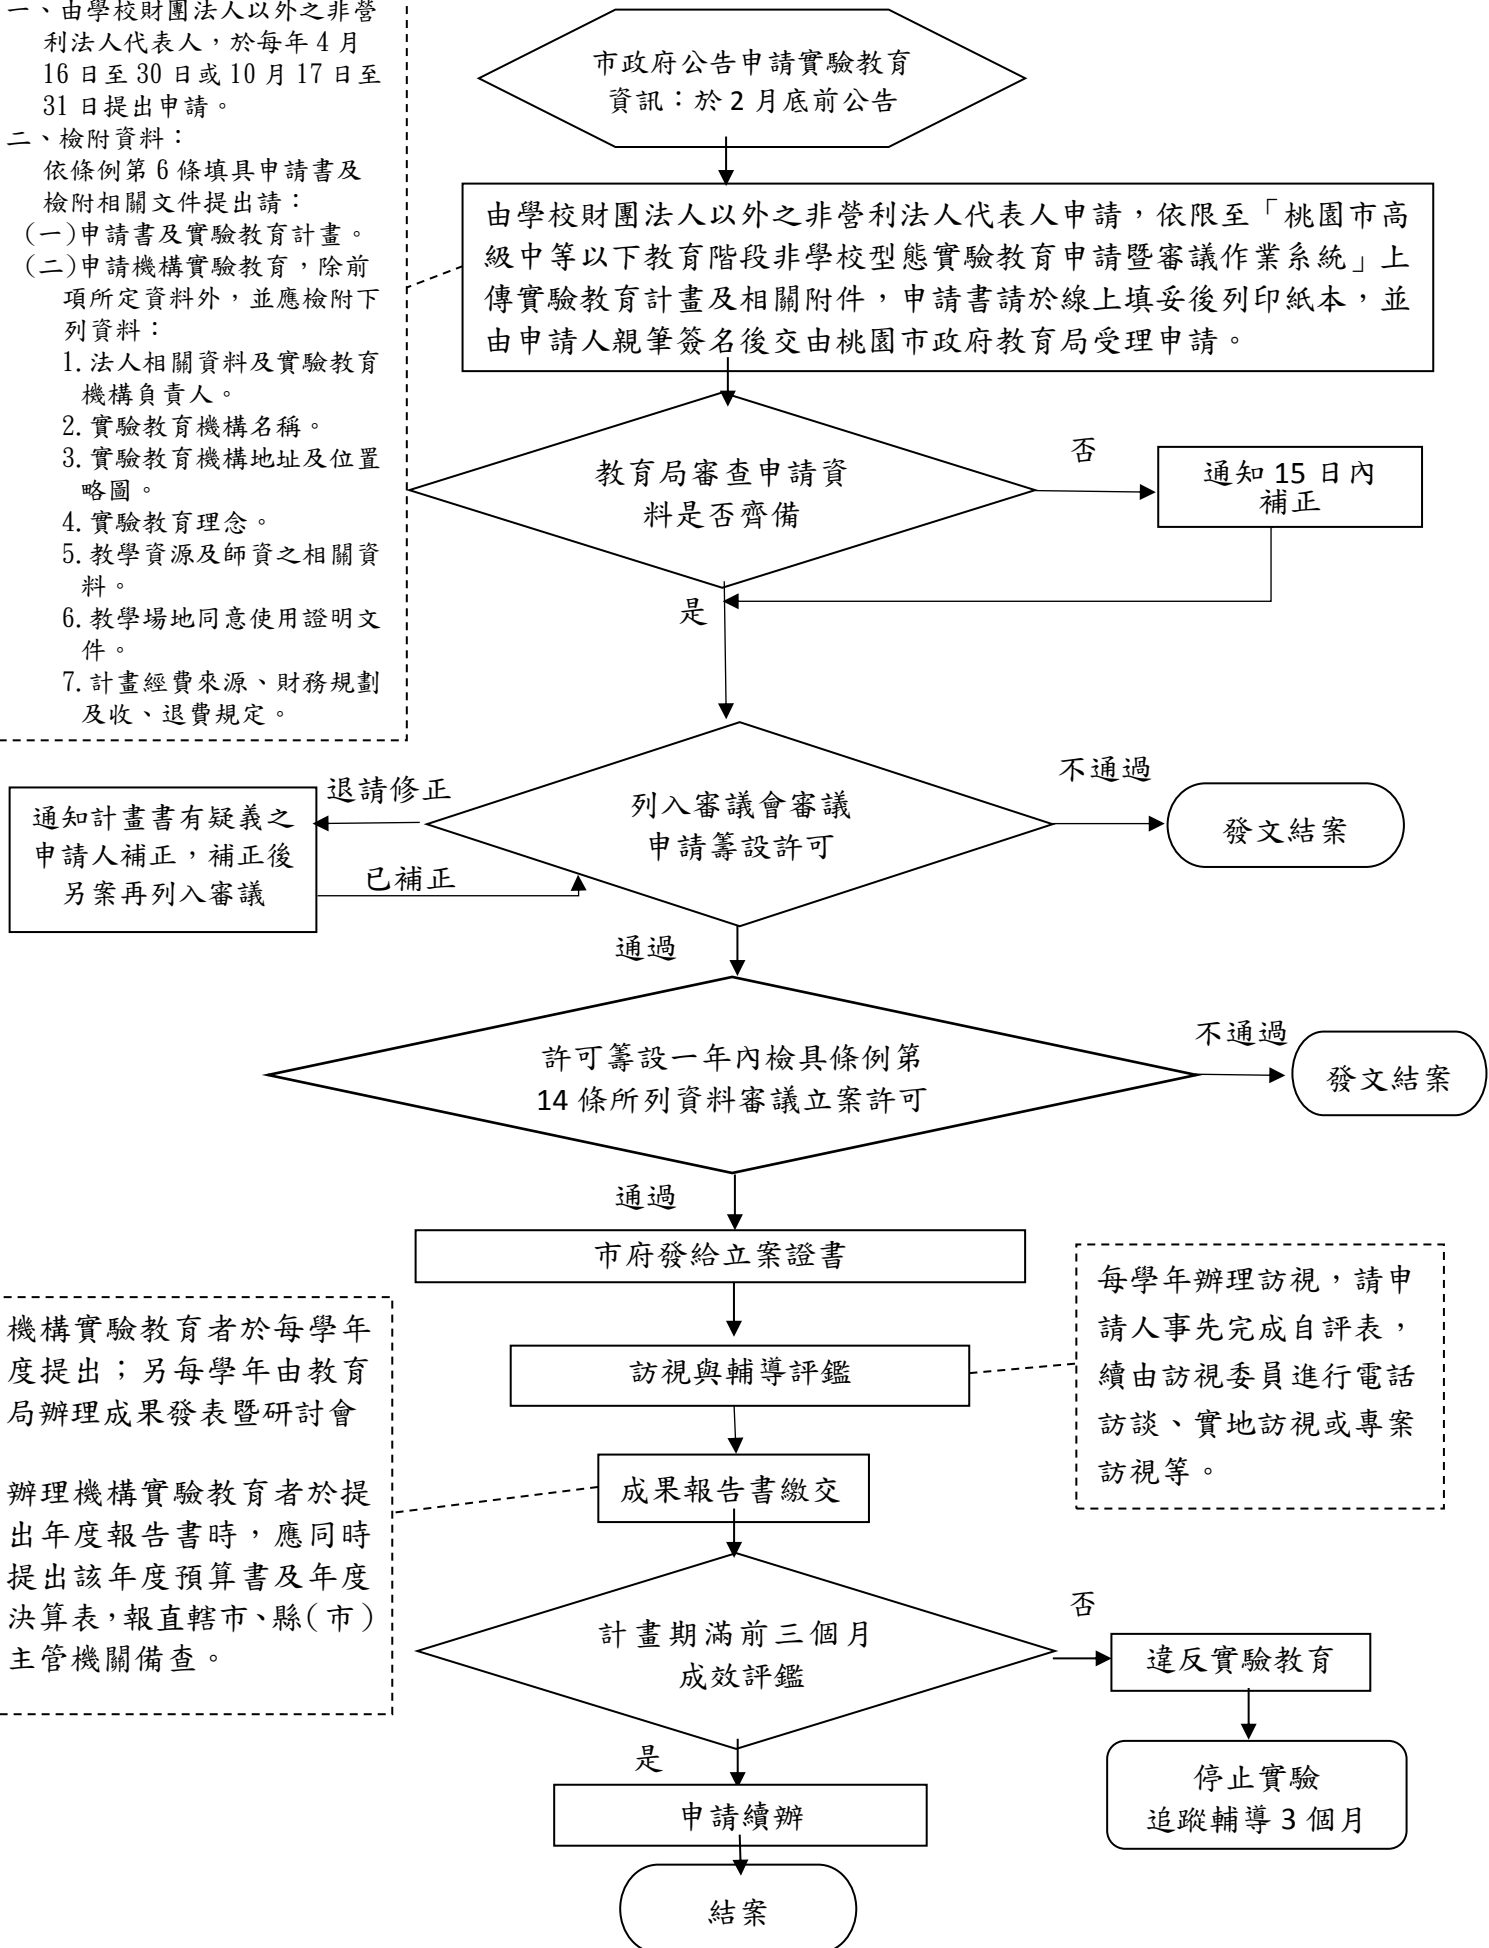 一、由學校財團法人以外之非營
利法人代表人，於每年 4 月
16 日至 30 日或 10 月 17 日至
31 日提出申請。
二、檢附資料：
依條例第 6 條填具申請書及
檢附相關文件提出請：
(一)申請書及實驗教育計畫。
(二)申請機構實驗教育，除前
項所定資料外，並應檢附下
列資料：
1.法人相關資料及實驗教育
機構負責人。
2.實驗教育機構名稱。
3.實驗教育機構地址及位置
略圖。
4.實驗教育理念。
5.教學資源及師資之相關資
料。
6.教學場地同意使用證明文
件。
7.計畫經費來源、財務規劃
及收、退費規定。
市政府公告申請實驗教育
資訊：於 2 月底前公告
由學校財團法人以外之非營利法人代表人申請，依限至「桃園市高
級中等以下教育階段非學校型態實驗教育申請暨審議作業系統」上
傳實驗教育計畫及相關附件，申請書請於線上填妥後列印紙本，並
由申請人親筆簽名後交由桃園市政府教育局受理申請。
教育局審查申請資
料是否齊備
否
通知 15 日內
補正
是
列入審議會審議
申請籌設許可
退請修正
通知計畫書有疑義之
申請人補正，補正後
另案再列入審議
已補正
不通過
發文結案
通過
許可籌設一年內檢具條例第
14 條所列資料審議立案許可
不通過
發文結案
通過
市府發給立案證書
訪視與輔導評鑑
每學年辦理訪視，請申
請人事先完成自評表，
續由訪視委員進行電話
訪談、實地訪視或專案
訪視等。
機構實驗教育者於每學年
度提出；另每學年由教育
局辦理成果發表暨研討會
辦理機構實驗教育者於提
出年度報告書時，應同時
提出該年度預算書及年度
決算表，報直轄市、縣(市)
主管機關備查。
成果報告書繳交
計畫期滿前三個月
成效評鑑
否
違反實驗教育
停止實驗
追蹤輔導 3 個月
是
申請續辦
結案